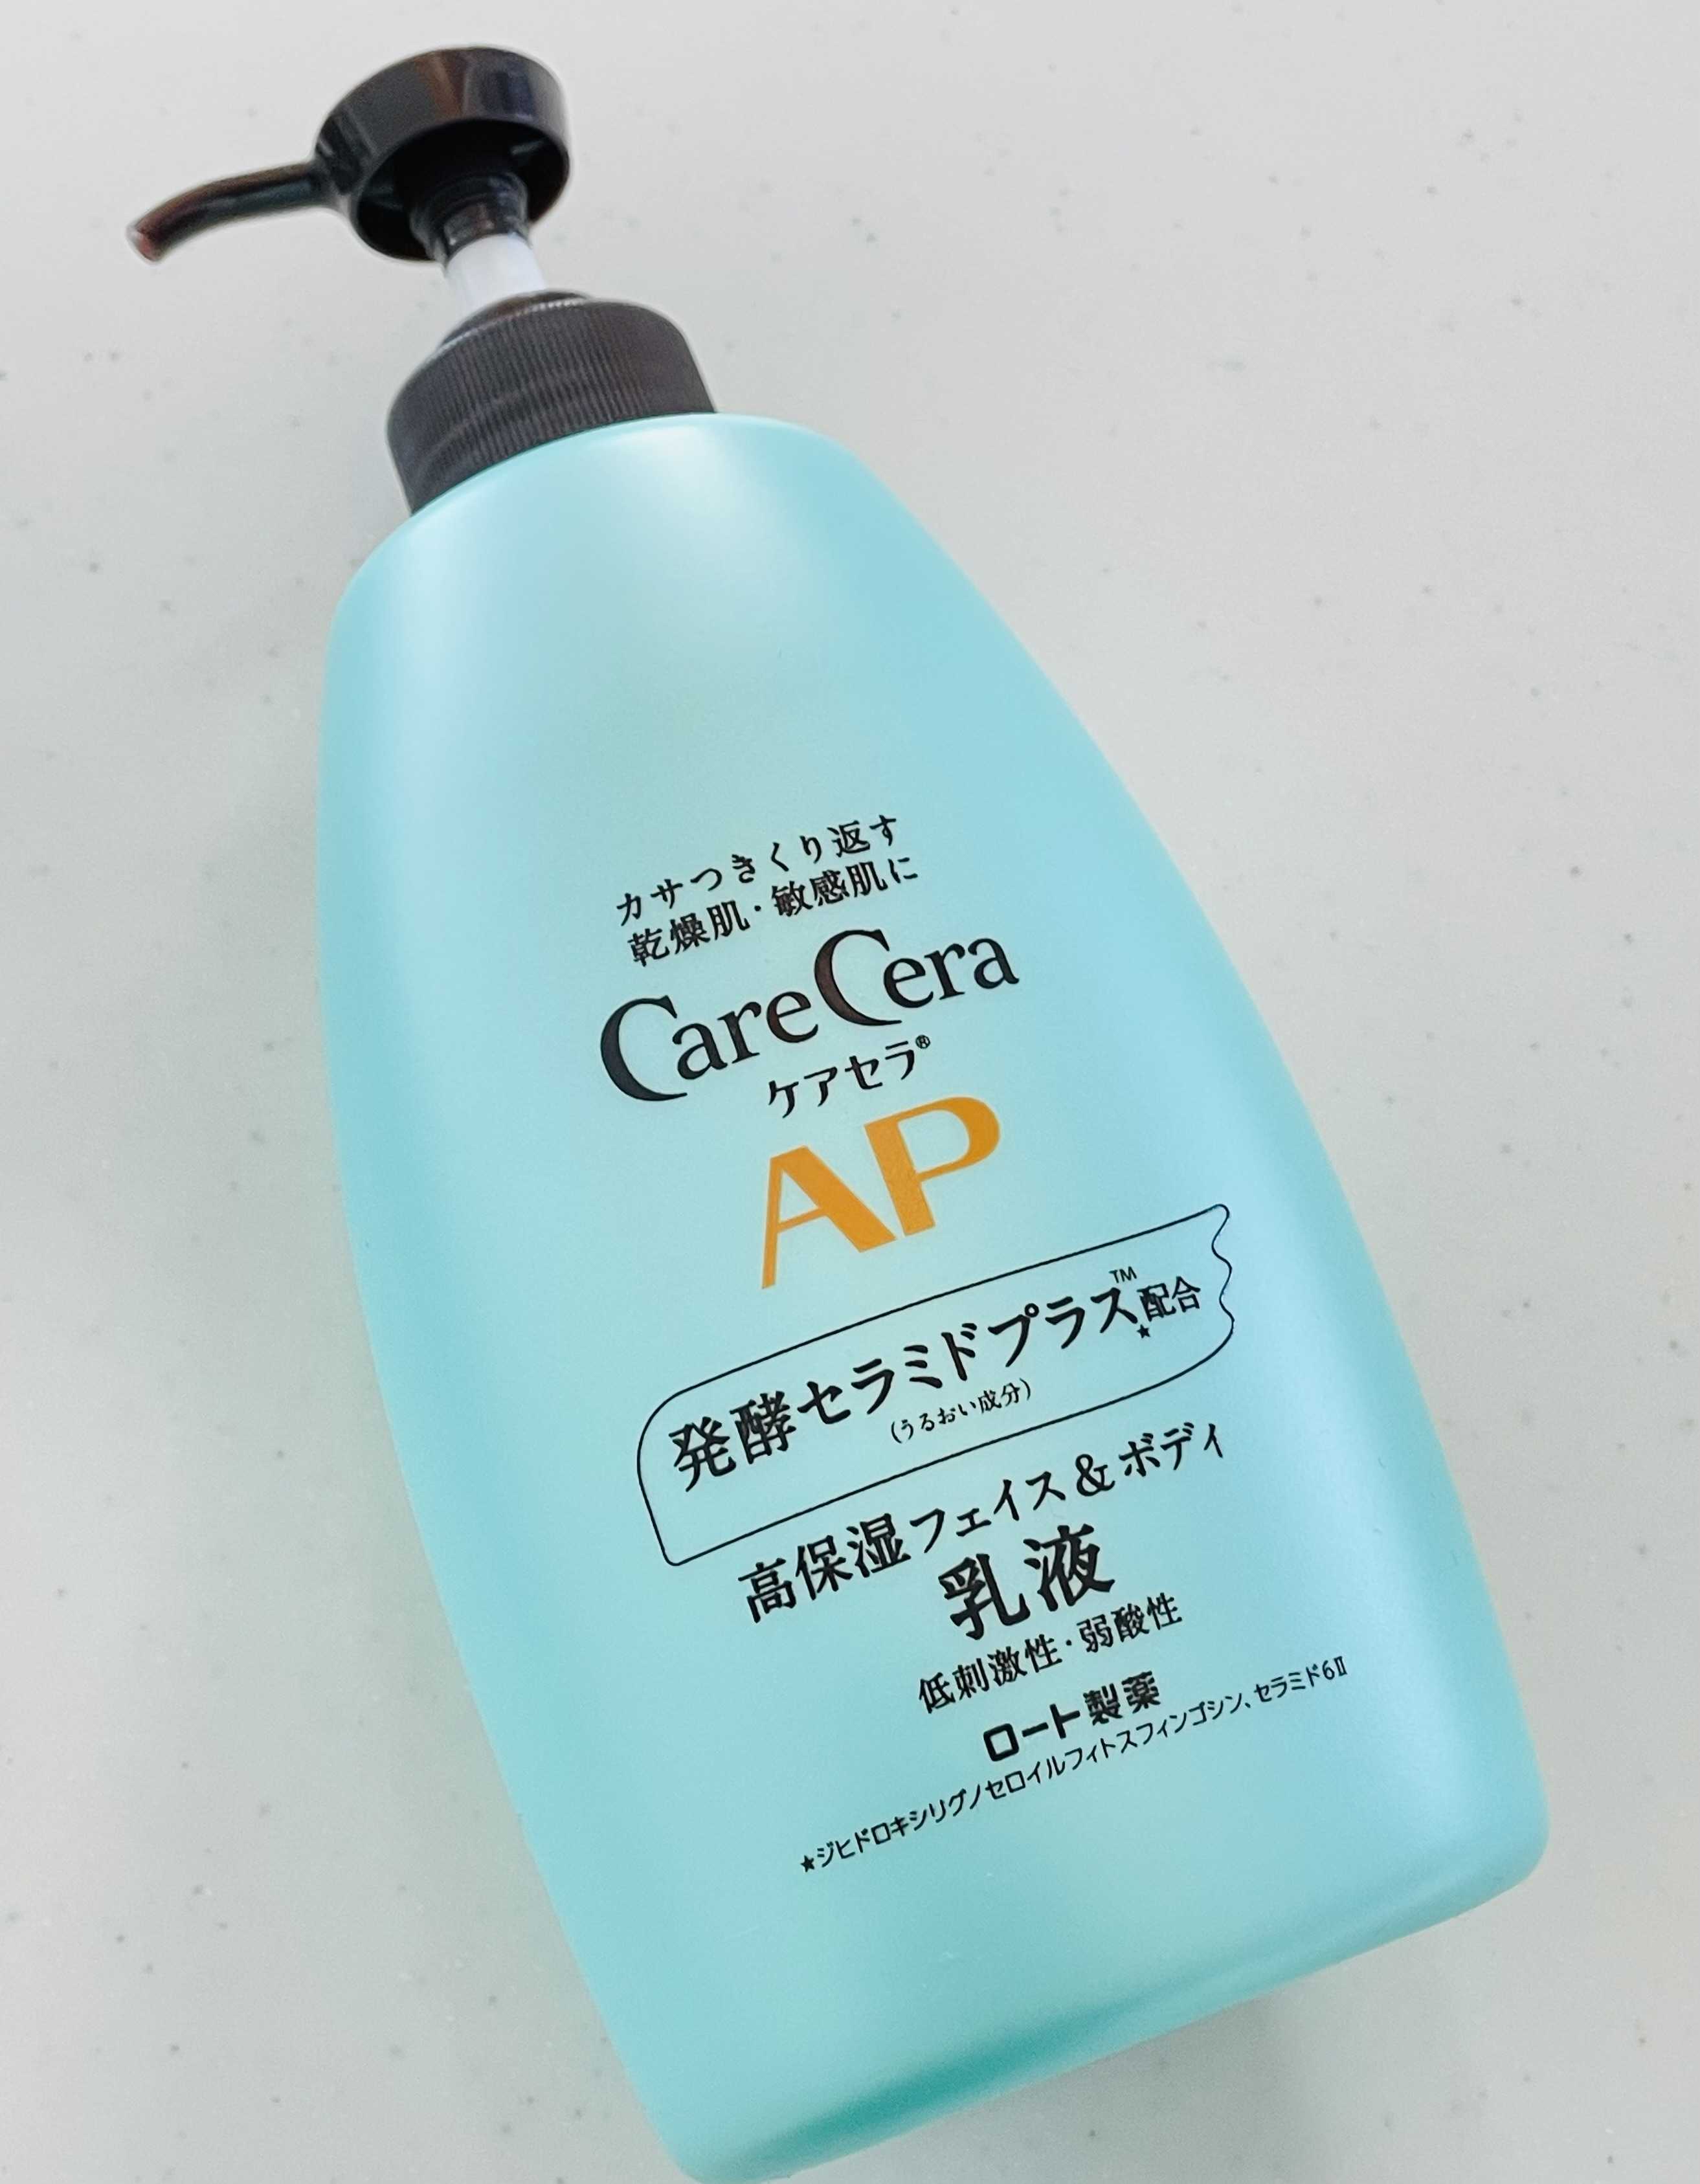 カサつきくり返す
乾燥肌・敏感肌に
CareCera
ケアセラ®
AP
発酵セラミドプラス™★配合
(うるおい成分)
高保湿フェイス&ボディ
乳液
低刺激性・弱酸性
ロート製薬
★ジヒドロキシリグノセロイルフィトスフィンゴシン、セラミド6Ⅱ